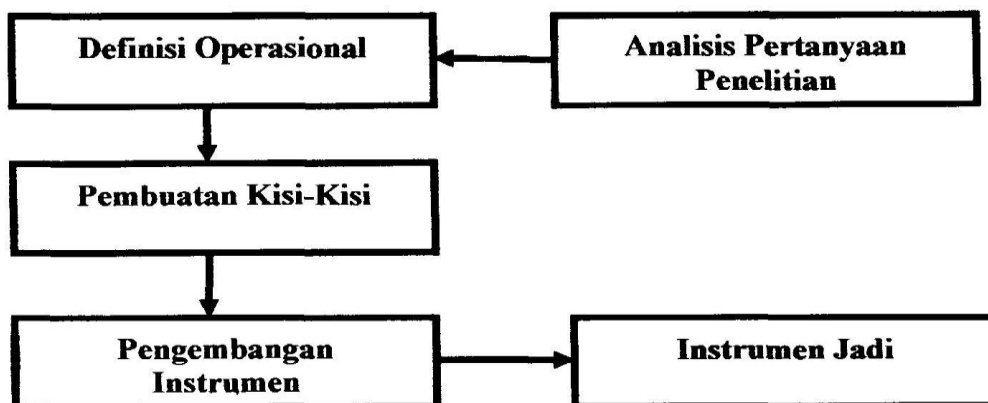 Definisi Operasional
Analisis Pertanyaan
Penelitian
Pembuatan Kisi-Kisi
Pengembangan
Instrumen
Instrumen Jadi